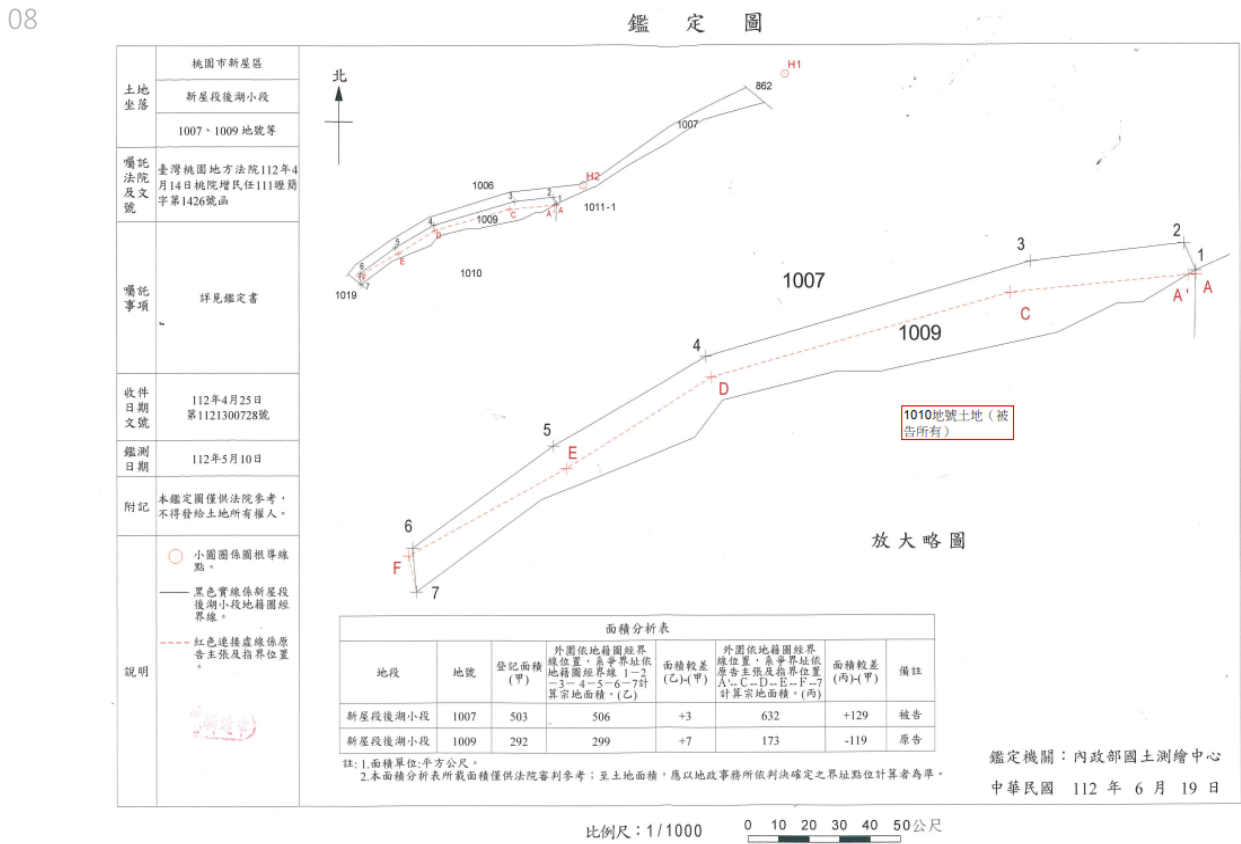 08
鑑定圖
土地
坐落
桃園市新屋區
新屋段後湖小段
1007、1009 地號等
囑託
法院
及文
號
臺灣桃園地方法院112年4
月14日桃院增民任111壢簡
字第1426號函
囑託
事項
詳見鑑定書
收件
日期
文號
112年4月25日
第1121300728號
鑑測
日期
112年5月10日
附記
本鑑定圖僅供法院參考，
不得發給土地所有權人。
說明
小圓圈係圖根導線
點。
黑色實線係新屋段
後湖小段地籍圖經
界線。
紅色連接虛線係原
告主張及指界位置
。
北
H1
862
1007
H2
1006
3
2
1
C
A' A
1011-1
4
1009
D
5
E
1010
6
F
7
1019
2
3
1
1007
A'
A
C
1009
4
D
1010地號土地（被
告所有）
5
E
6
放大略圖
F
7
面積分析表
地段
地號
登記面積
(甲)
外圍依地籍圖經界
線位置，系爭界址依
地籍圖經界線 1－2
－3－4－5－6－7計
算宗地面積。(乙)
面積較差
(乙)-(甲)
外圍依地籍圖經界
線位置，系爭界址依
原告主張及指界位置
A'--C--D--E--F--7
計算宗地面積。(丙)
面積較差
(丙)-(甲)
備註
新屋段後湖小段 1007 503 506 +3 632 +129 被告
新屋段後湖小段 1009 292 299 +7 173 -119 原告
註：1.面積單位:平方公尺。
2.本面積分析表所載面積僅供法院審判參考；至土地面積，應以地政事務所依判決確定之界址點位計算者為準。
鑑定機關：內政部國土測繪中心
中華民國 112 年 6 月 19 日
比例尺：1/1000
0 10 20 30 40 50公尺